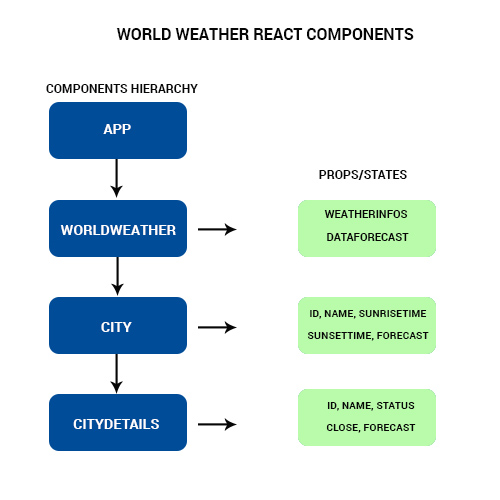 WORLD WEATHER REACT COMPONENTS
COMPONENTS HIERARCHY
APP
PROPS/STATES
WORLDWEATHER
WEATHERINFOS
DATAFORECAST
CITY
ID, NAME, SUNRISETIME
SUNSETTIME, FORECAST
CITYDETAILS
ID, NAME, STATUS
CLOSE, FORECAST